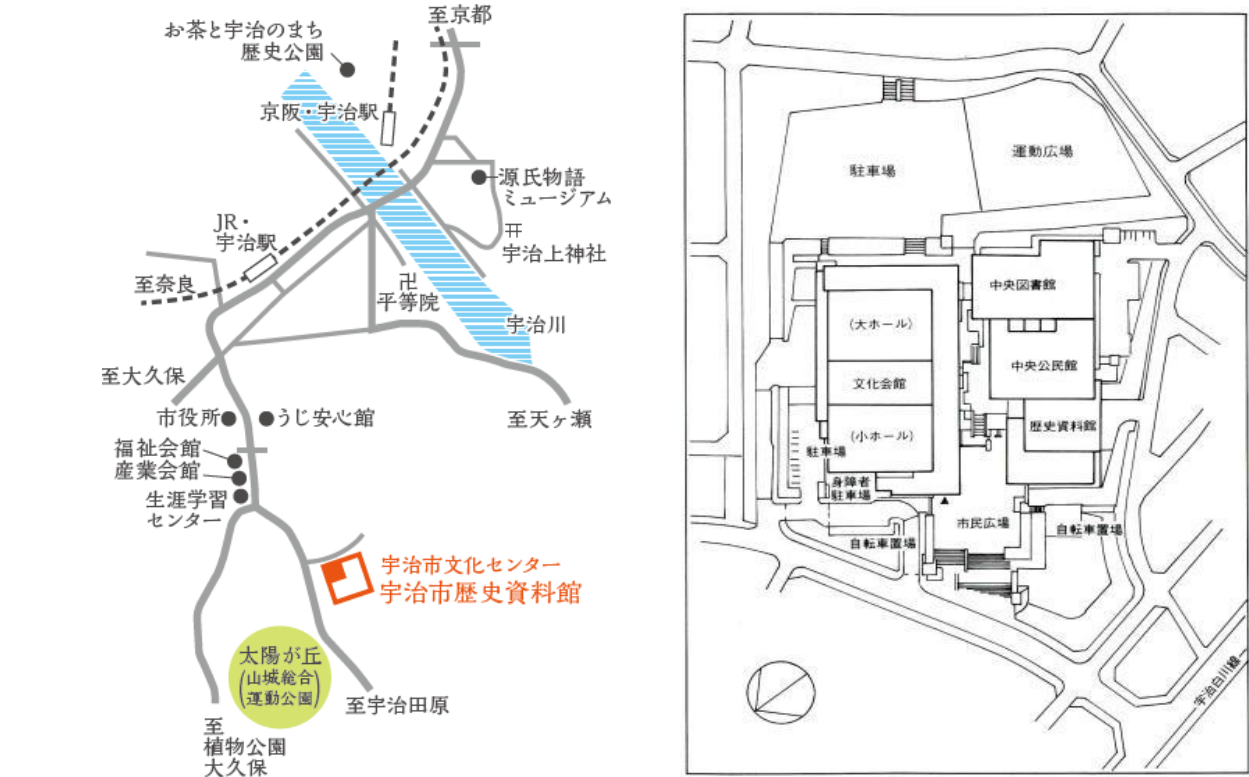 至京都
お茶と宇治のまち
歴史公園
京阪・宇治駅
源氏物語
ミュージアム
JR・
宇治駅
宇治上神社
至奈良
平等院
宇治川
至大久保
至天ヶ瀬
市役所
うじ安心館
福祉会館
産業会館
生涯学習
センター
宇治市文化センター
宇治市歴史資料館
太陽が丘
(山城総合
運動公園)
至宇治田原
至
植物公園
大久保
駐車場
運動広場
中央図書館
(大ホール)
中央公民館
文化会館
歴史資料館
(小ホール)
駐車場
身障者
駐車場
市民広場
自転車置場
自転車置場
宇治白川線